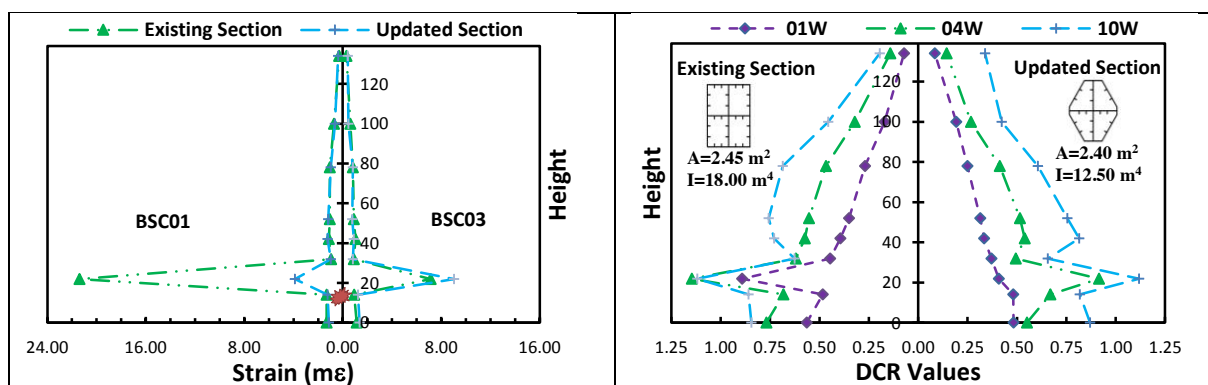 Existing Section Updated Section
120
100
80
60
40
20
0
BSC01
BSC03
Height
24.00 16.00 8.00 0.00 8.00 16.00
Strain (mε)
01W 04W 10W
Existing Section
A=2.45 m²
I=18.00 m⁴
Updated Section
A=2.40 m²
I=12.50 m⁴
120
100
80
60
40
20
0
Height
1.25 1.00 0.75 0.50 0.25 0.00 0.25 0.50 0.75 1.00 1.25
DCR Values